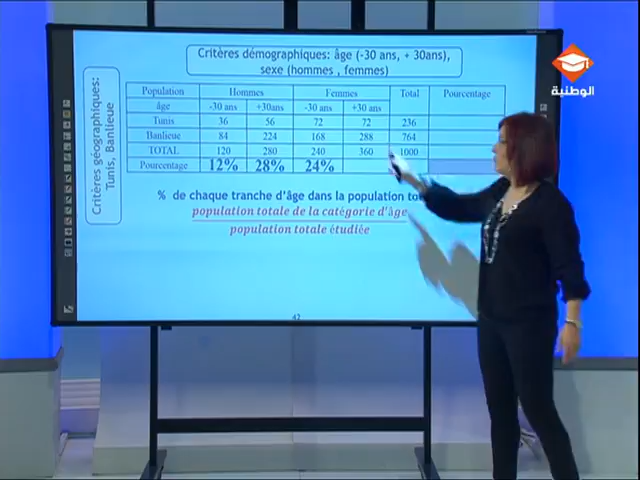 الوطنية
Critères démographiques: âge (-30 ans, + 30ans),
sexe (hommes , femmes)
Critères géographiques:
Tunis, Banlieue
Population Hommes Femmes Total Pourcentage
âge -30 ans +30ans -30 ans +30 ans
Tunis 36 56 72 72 236
Banlieue 84 224 168 288 764
TOTAL 120 280 240 360 1000
Pourcentage 12% 28% 24%
% de chaque tranche d'âge dans la population
population totale de la catégorie d'âge
population totale étudiée
42